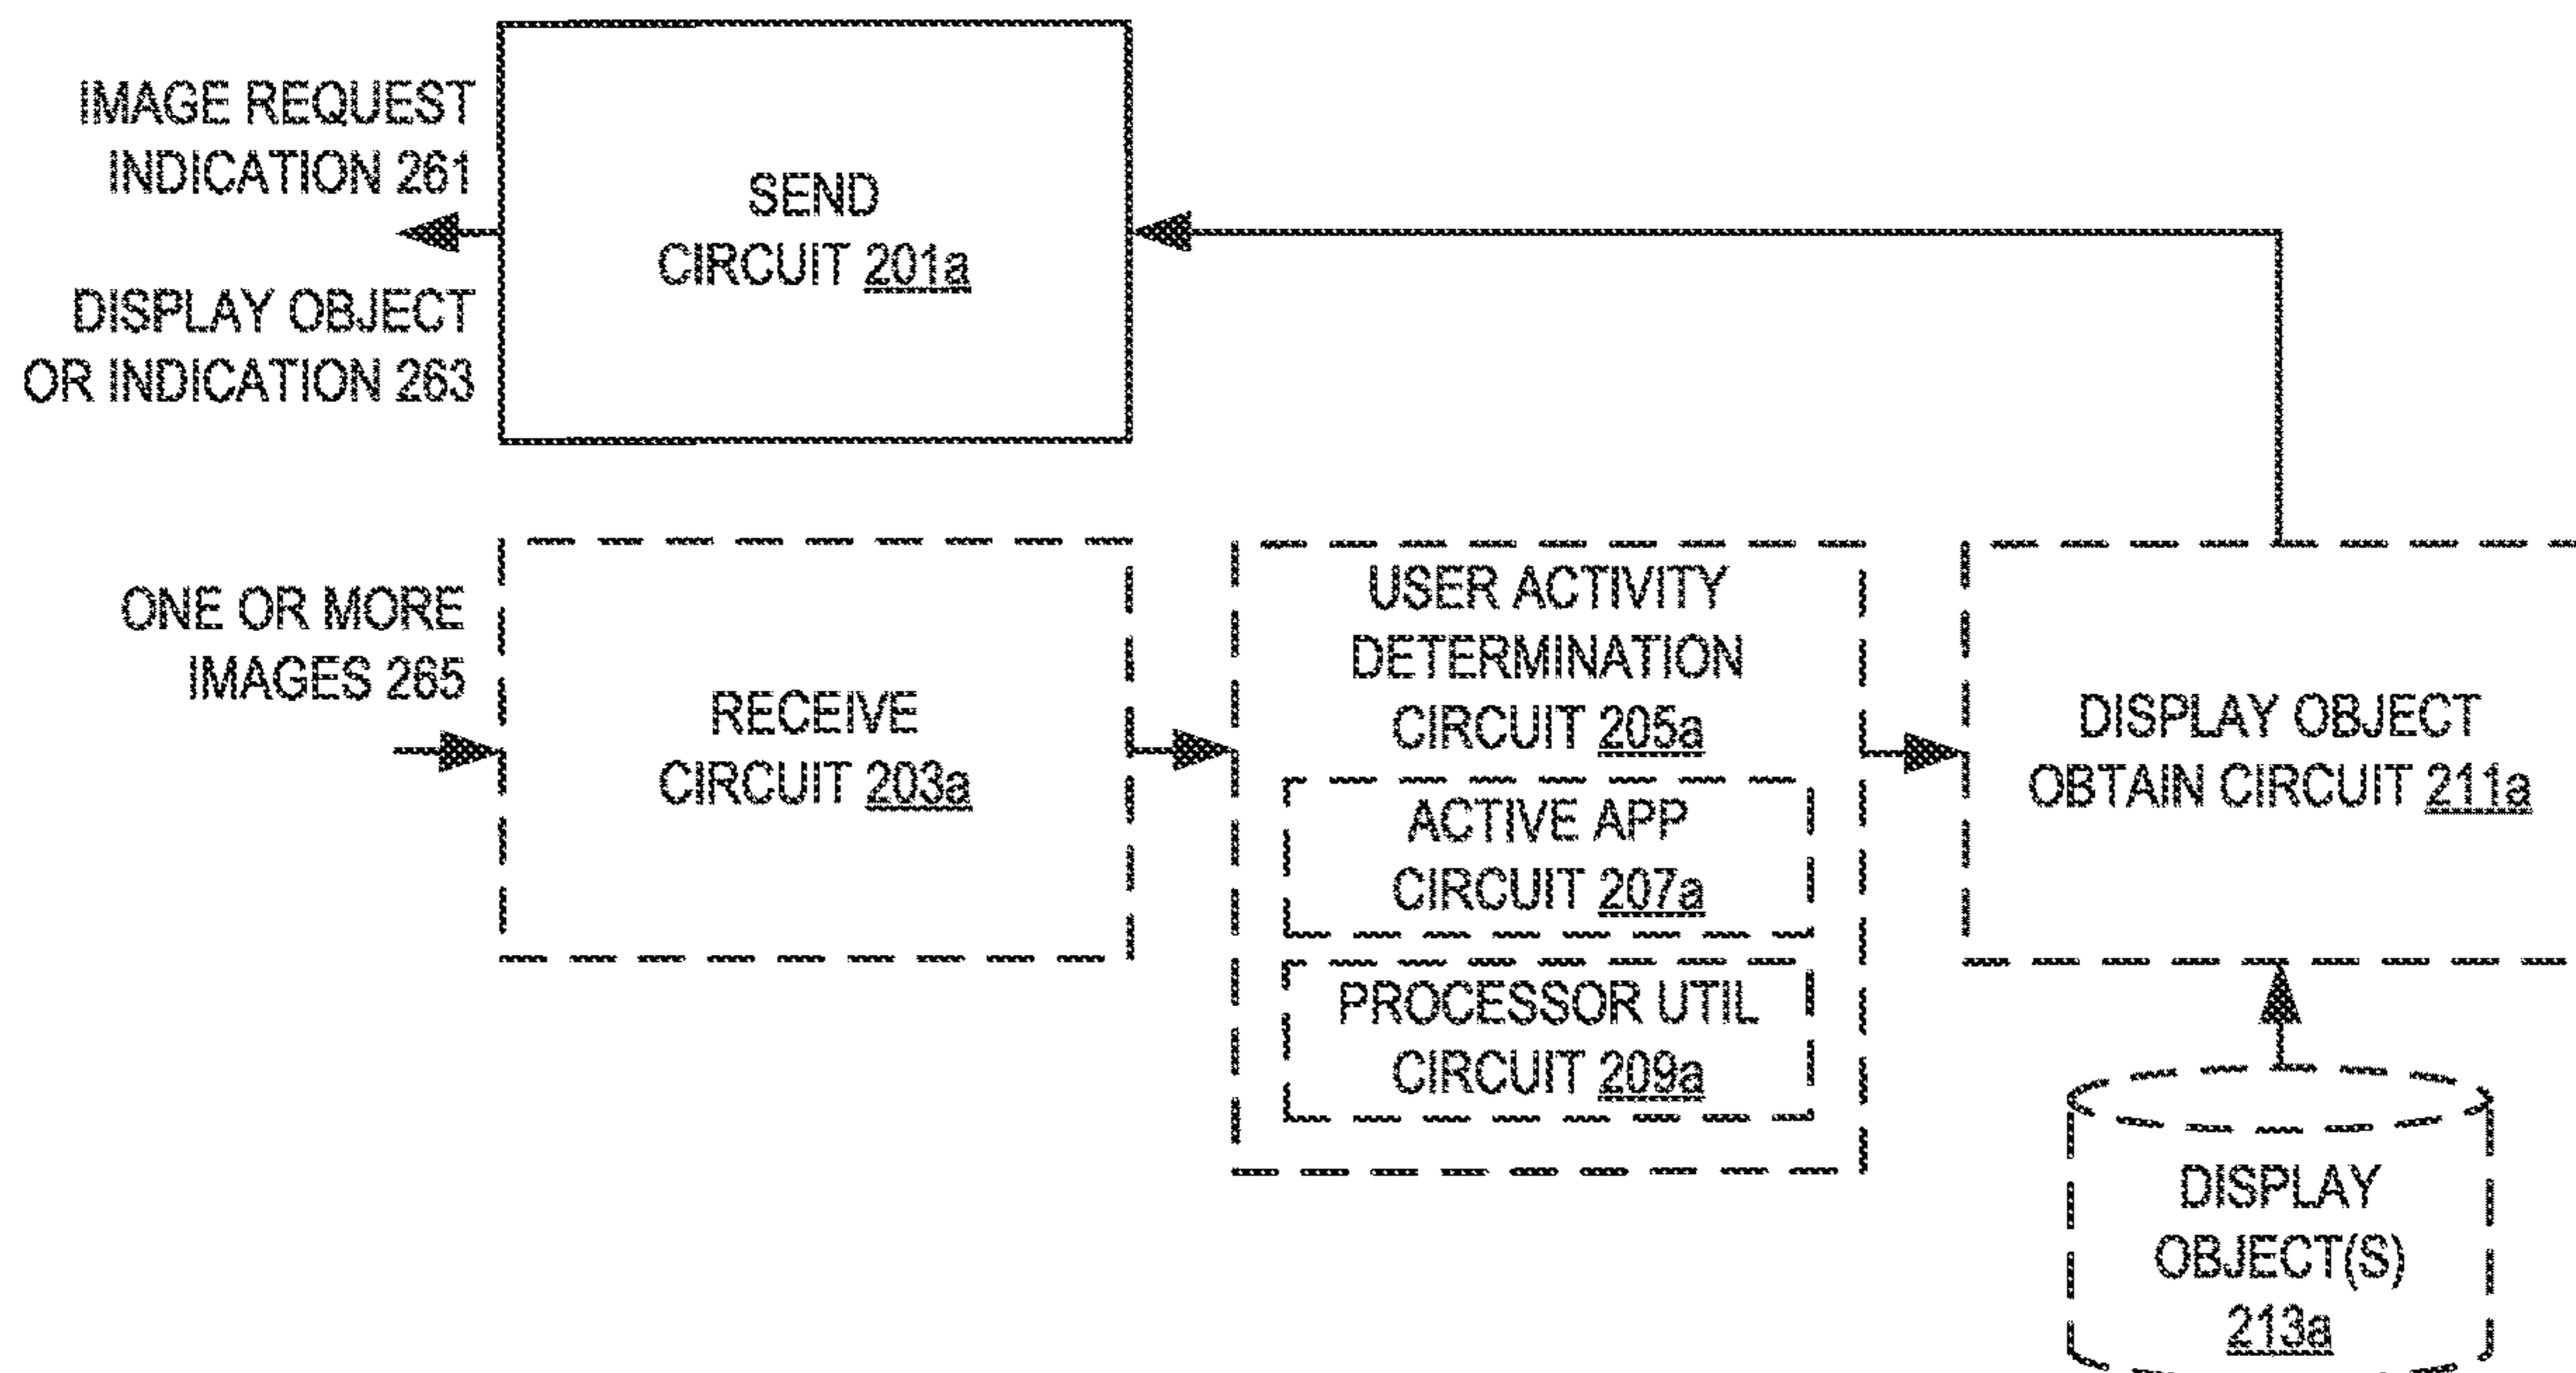 IMAGE REQUEST
INDICATION 261
DISPLAY OBJECT
OR INDICATION 263
SEND
CIRCUIT 201a
ONE OR MORE
IMAGES 265
RECEIVE
CIRCUIT 203a
USER ACTIVITY
DETERMINATION
CIRCUIT 205a
ACTIVE APP
CIRCUIT 207a
PROCESSOR UTIL
CIRCUIT 209a
DISPLAY OBJECT
OBTAIN CIRCUIT 211a
DISPLAY
OBJECT(S)
213a